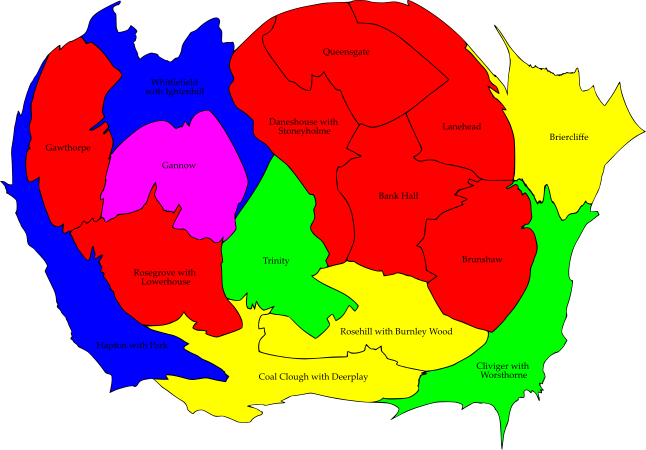 Queensgate
Whittlefield
with Ightenhill
Daneshouse with
Stoneyholme
Lanehead
Briercliffe
Gawthorpe
Gannow
Bank Hall
Trinity
Brunshaw
Rosegrove with
Lowerhouse
Rosehill with Burnley Wood
Hapton with Park
Cliviger with
Worsthorne
Coal Clough with Deerplay